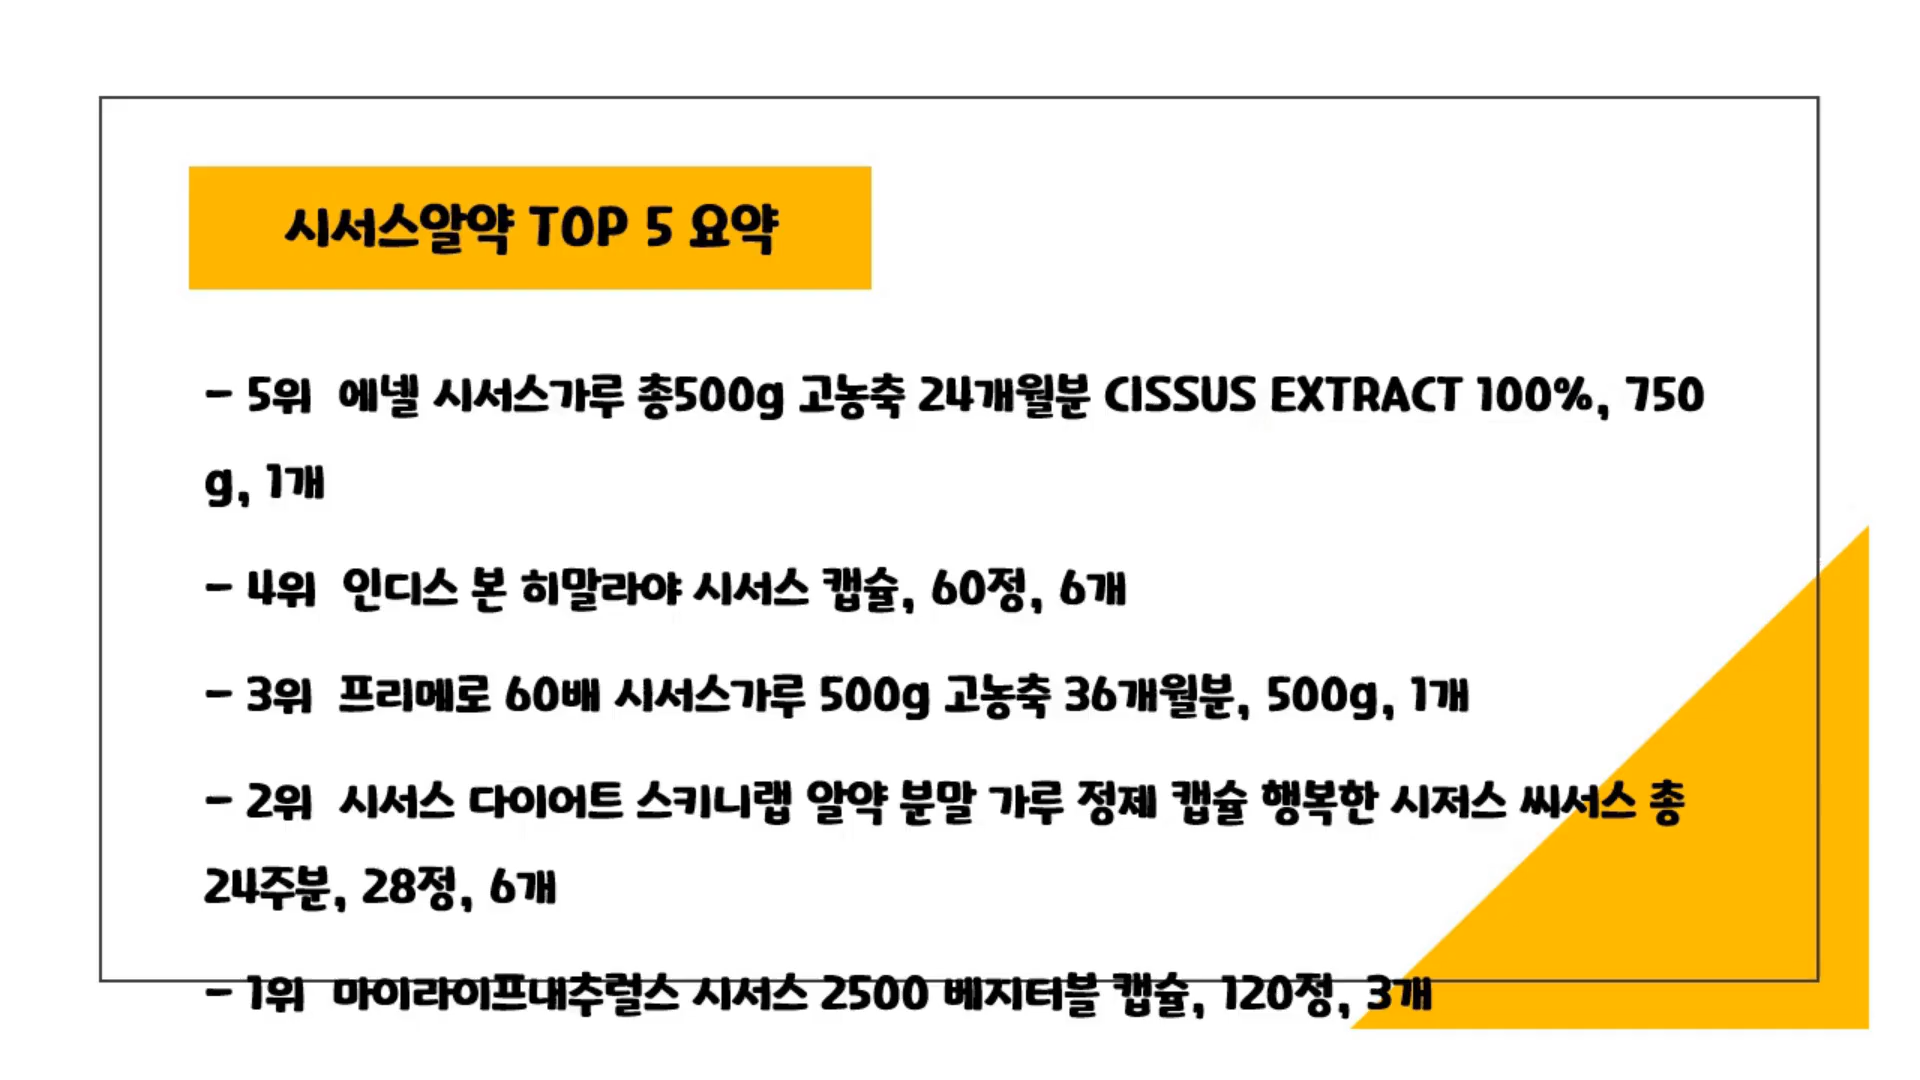 시서스알약 TOP 5 요약
- 5위 에넬 시서스가루 총500g 고농축 24개월분 CISSUS EXTRACT 100%, 750
g, 1개
- 4위 인디스 본 히말라야 시서스 캡슐, 60정, 6개
- 3위 프리메로 60배 시서스가루 500g 고농축 36개월분, 500g, 1개
- 2위 시서스 다이어트 스키니랩 알약 분말 가루 정제 캡슐 행복한 시저스 씨서스 총
24주분, 28정, 6개
- 1위 마이라이프내추럴스 시서스 2500 베지터블 캡슐, 120정, 3개